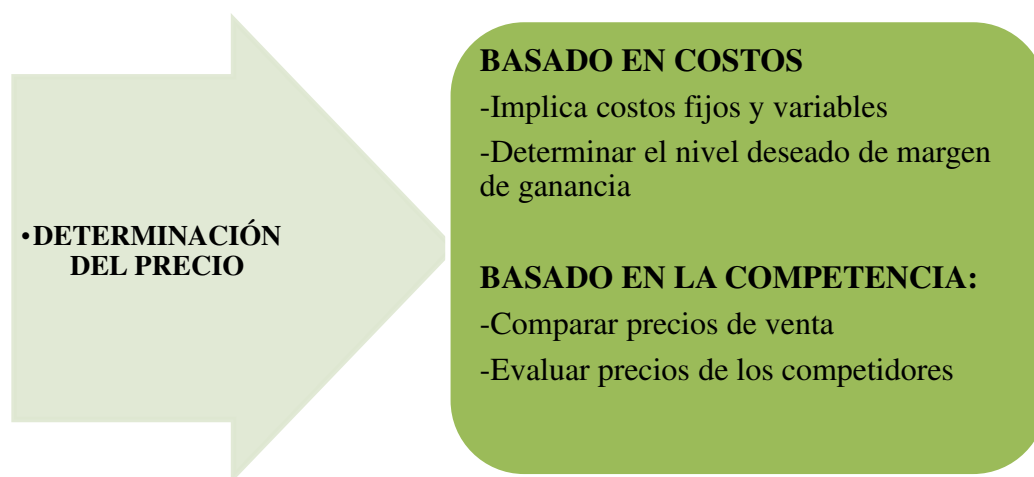 •DETERMINACIÓN
DEL PRECIO
BASADO EN COSTOS
-Implica costos fijos y variables
-Determinar el nivel deseado de margen
de ganancia
BASADO EN LA COMPETENCIA:
-Comparar precios de venta
-Evaluar precios de los competidores